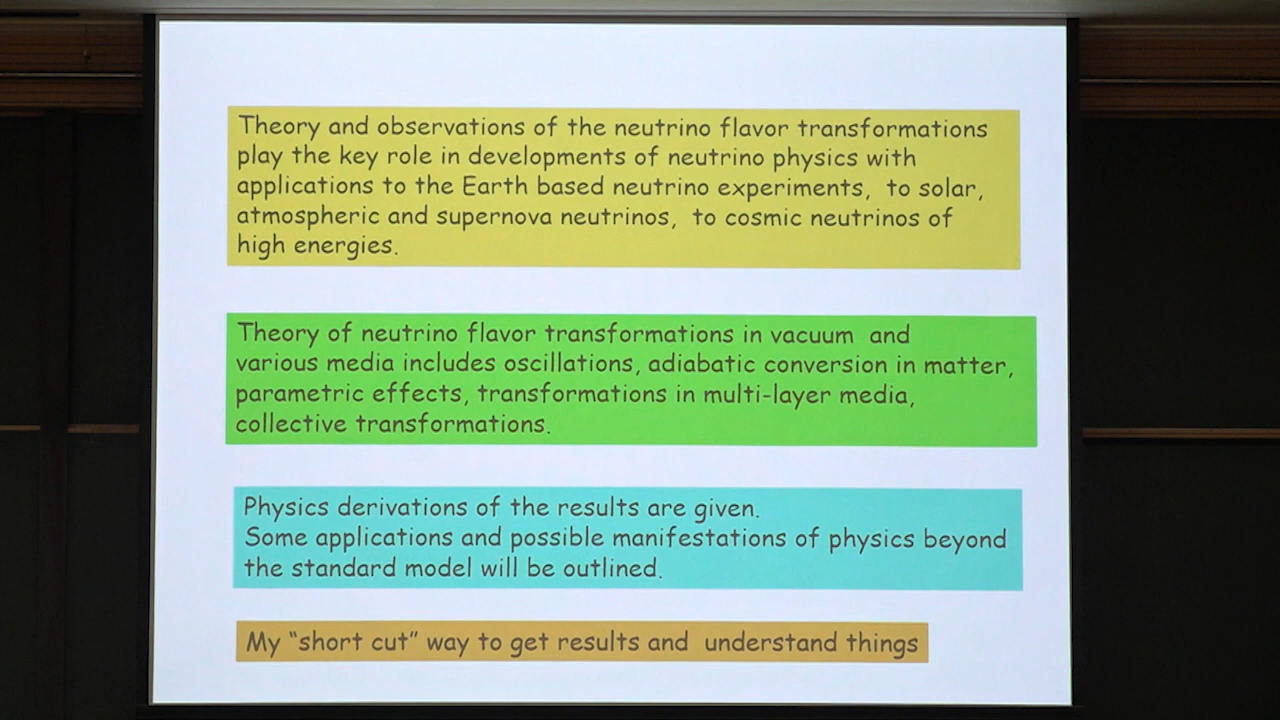 Theory and observations of the neutrino flavor transformations
play the key role in developments of neutrino physics with
applications to the Earth based neutrino experiments, to solar,
atmospheric and supernova neutrinos, to cosmic neutrinos of
high energies.
Theory of neutrino flavor transformations in vacuum and
various media includes oscillations, adiabatic conversion in matter,
parametric effects, transformations in multi-layer media,
collective transformations.
Physics derivations of the results are given.
Some applications and possible manifestations of physics beyond
the standard model will be outlined.
My “short cut” way to get results and understand things